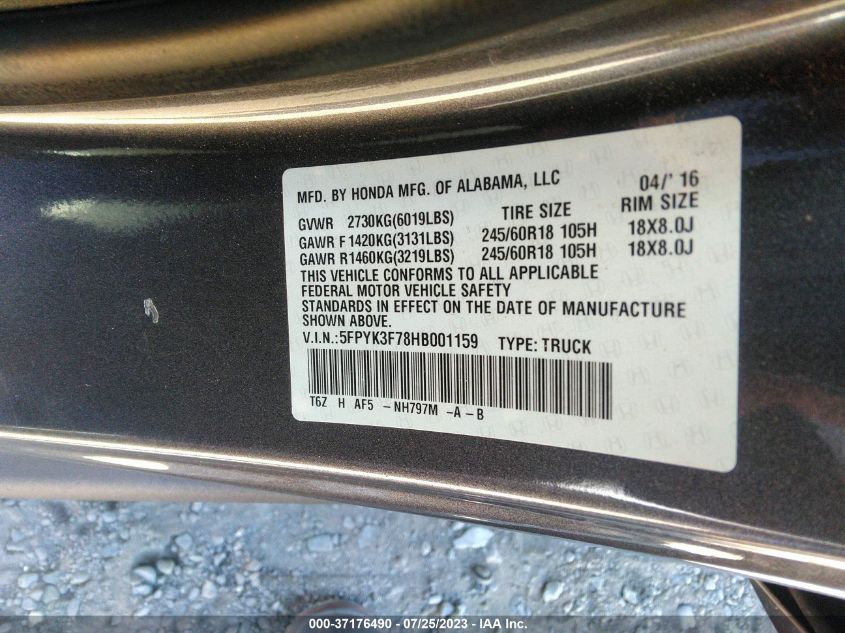 MFD. BY HONDA MFG. OF ALABAMA, LLC 04/' 16
GVWR 2730KG(6019LBS) TIRE SIZE RIM SIZE
GAWR F 1420KG(3131LBS) 245/60R18 105H 18X8.0J
GAWR R1460KG(3219LBS) 245/60R18 105H 18X8.0J
THIS VEHICLE CONFORMS TO ALL APPLICABLE
FEDERAL MOTOR VEHICLE SAFETY
STANDARDS IN EFFECT ON THE DATE OF MANUFACTURE
SHOWN ABOVE.
V.I.N.:5FPYK3F78HB001159 TYPE: TRUCK
T6Z H AF5 -NH797M -A-B
000-37176490 - 07/25/2023 - IAA Inc.